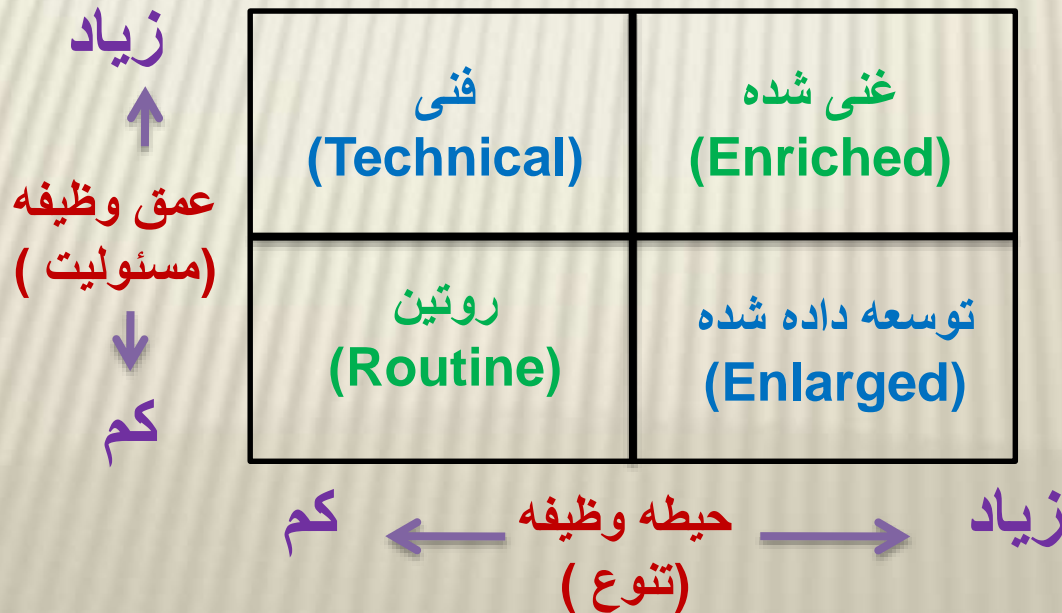 زیاد
عمق وظیفه
(مسئولیت )
کم
فنی
(Technical)
غنی شده
(Enriched)
روتین
(Routine)
توسعه داده شده
(Enlarged)
کم
حیطه وظیفه
(تنوع )
زیاد